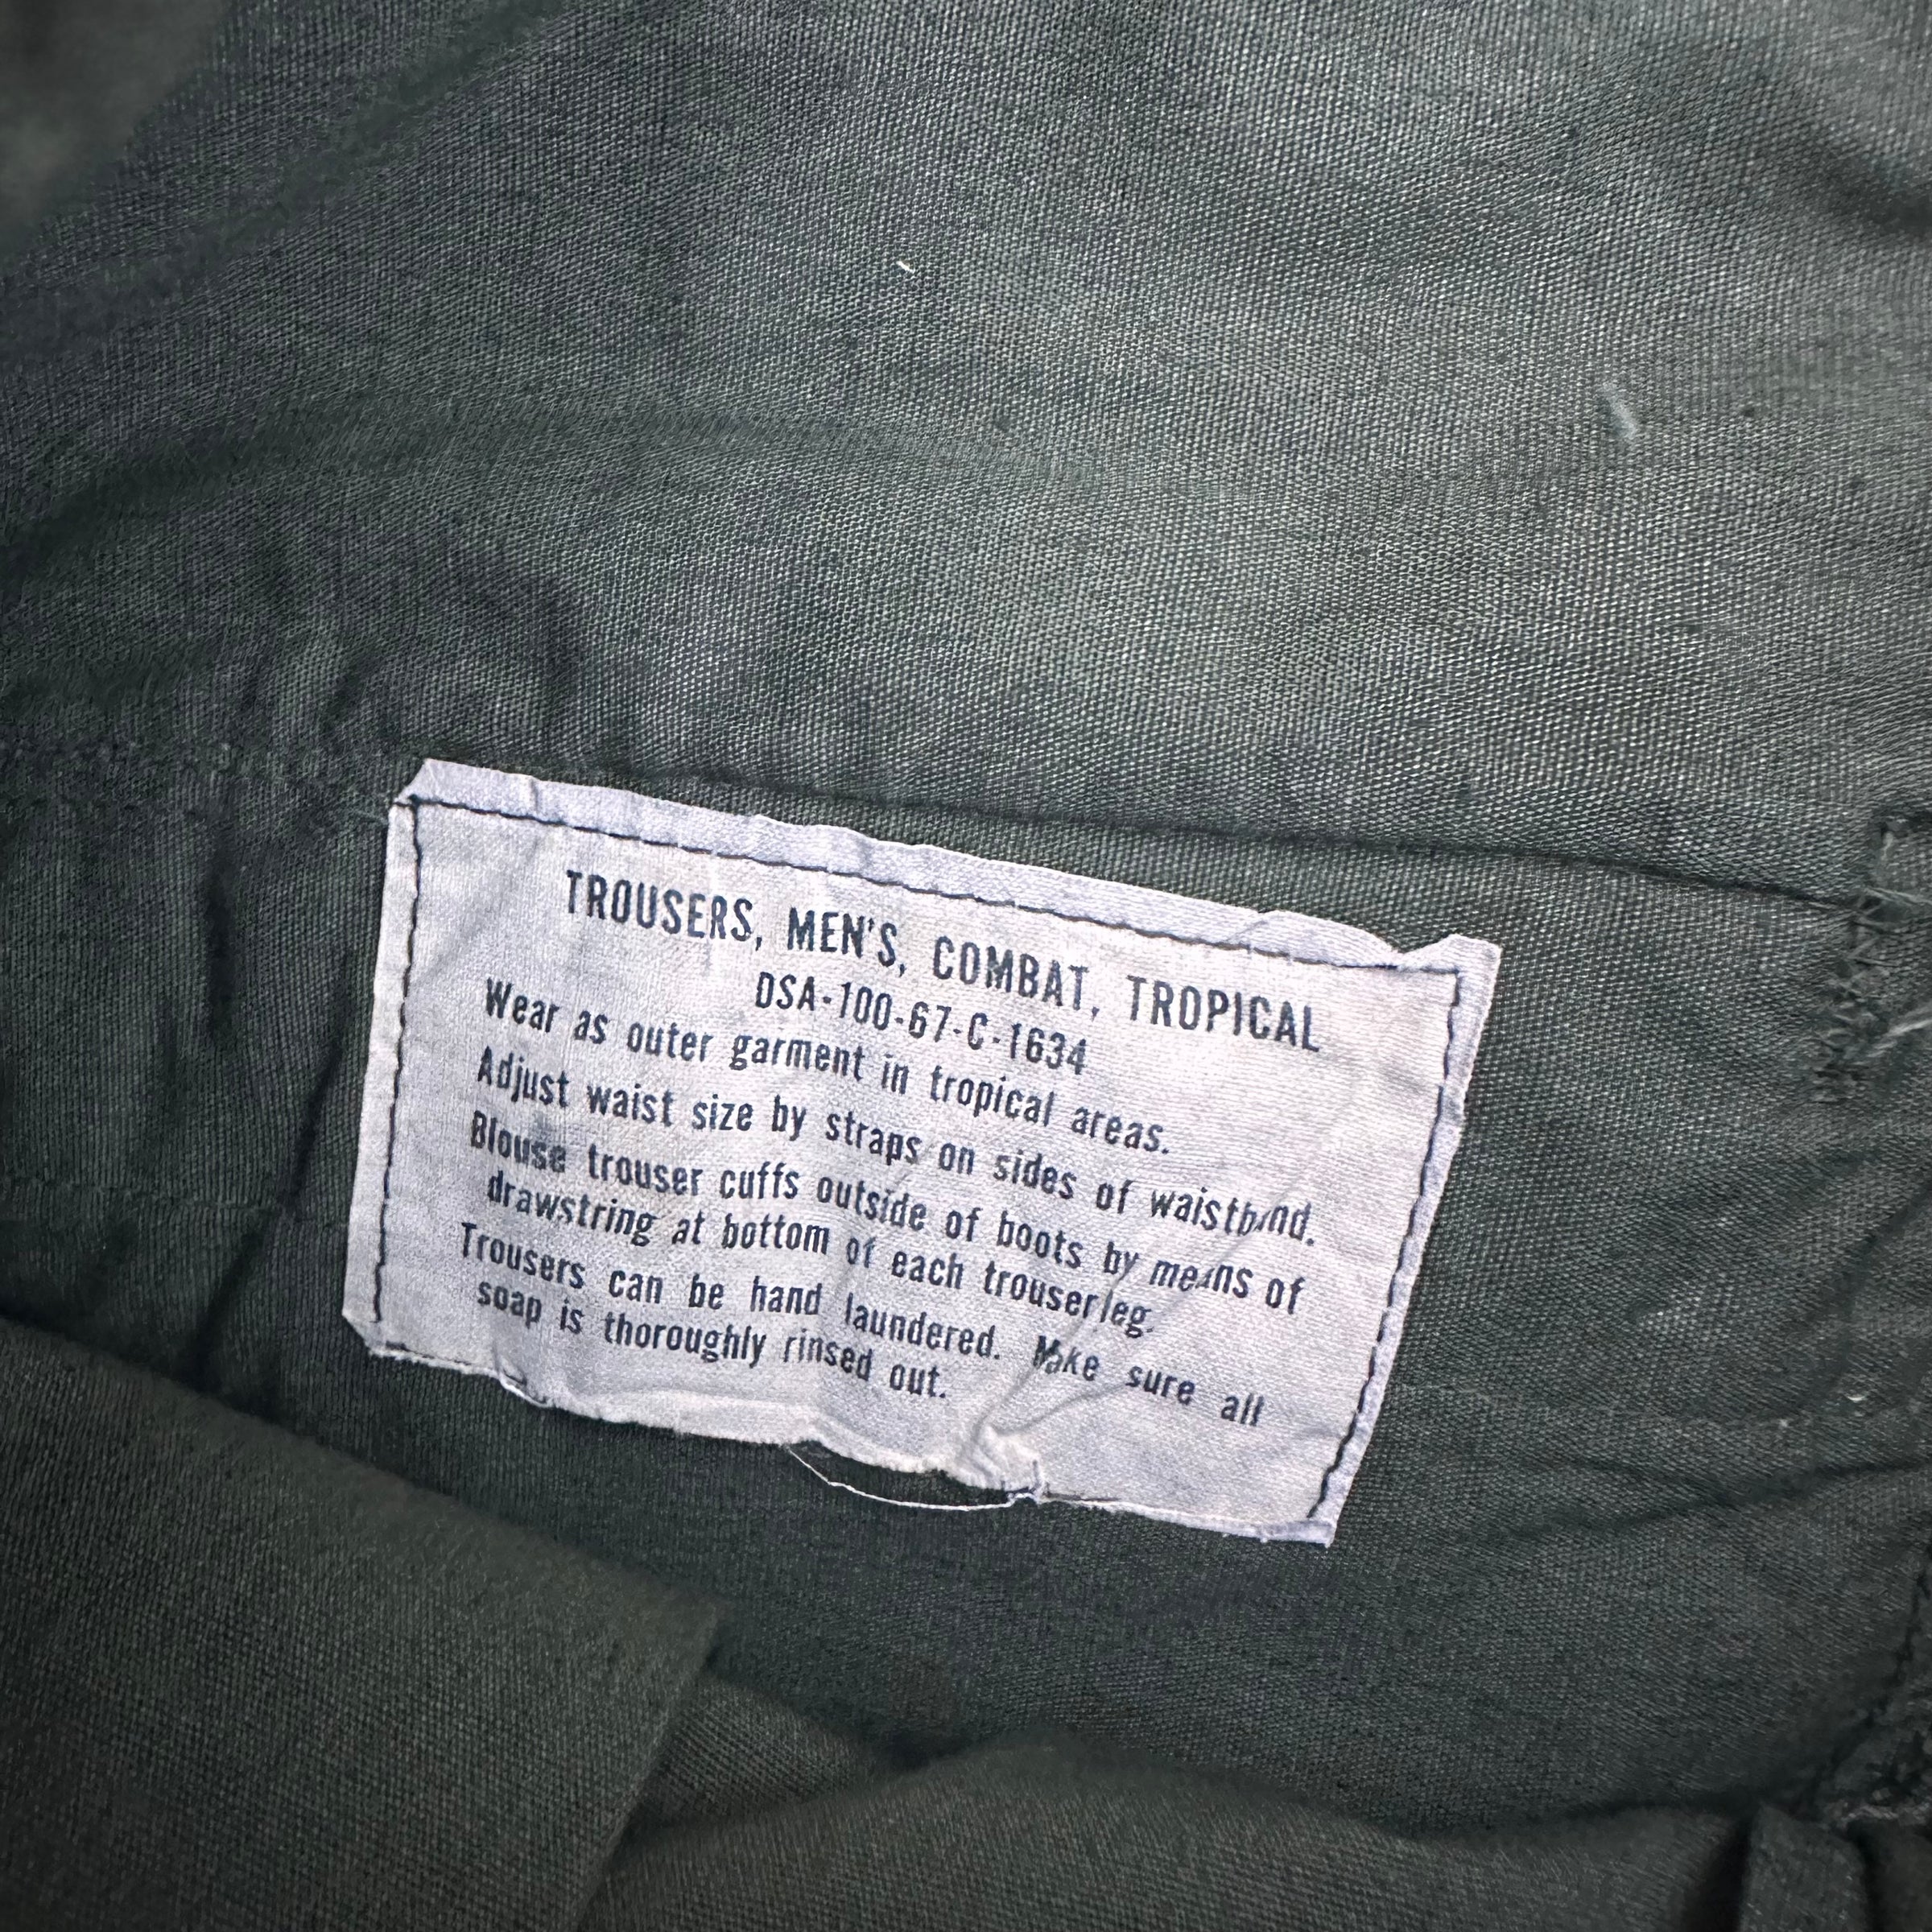 TROUSERS, MEN'S, COMBAT, TROPICAL
DSA-100-67-C-1634
Wear as outer garment in tropical areas.
Adjust waist size by straps on sides of waistband.
Blouse trouser cuffs outside of boots by means of
drawstring at bottom of each trouser leg.
Trousers can be hand laundered. Make sure all
soap is thoroughly rinsed out.